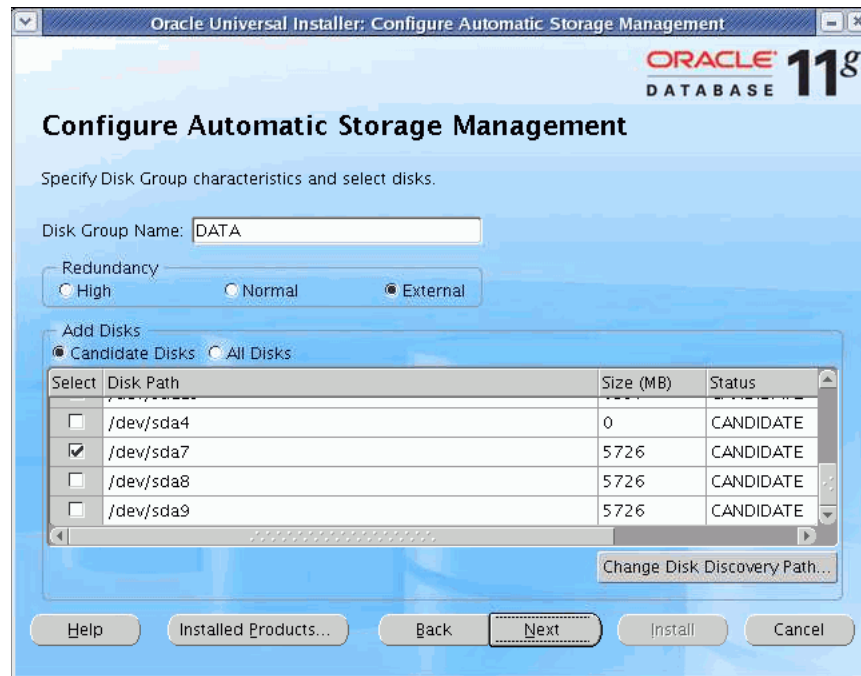 Oracle Universal Installer: Configure Automatic Storage Management
ORACLE 11g
DATABASE
Configure Automatic Storage Management
Specify Disk Group characteristics and select disks.
Disk Group Name: DATA
Redundancy
High Normal External
Add Disks
Candidate Disks All Disks
Select Disk Path Size (MB) Status
/dev/sda4 0 CANDIDATE
/dev/sda7 5726 CANDIDATE
/dev/sda8 5726 CANDIDATE
/dev/sda9 5726 CANDIDATE
Change Disk Discovery Path...
Help Installed Products... Back Next Install Cancel